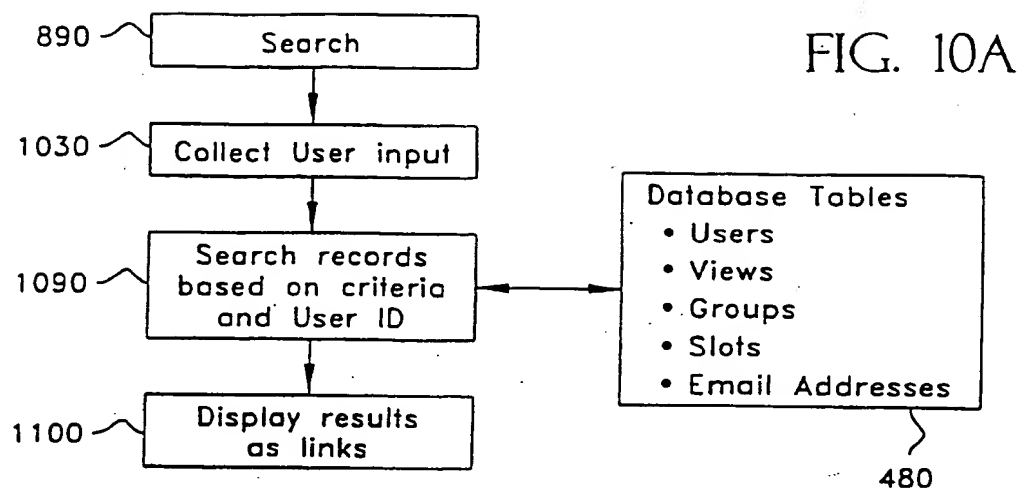 890
Search
FIG. 10A
1030
Collect User input
1090
Search records
based on criteria
and User ID
Database Tables
• Users
• Views
• Groups
• Slots
• Email Addresses
1100
Display results
as links
480